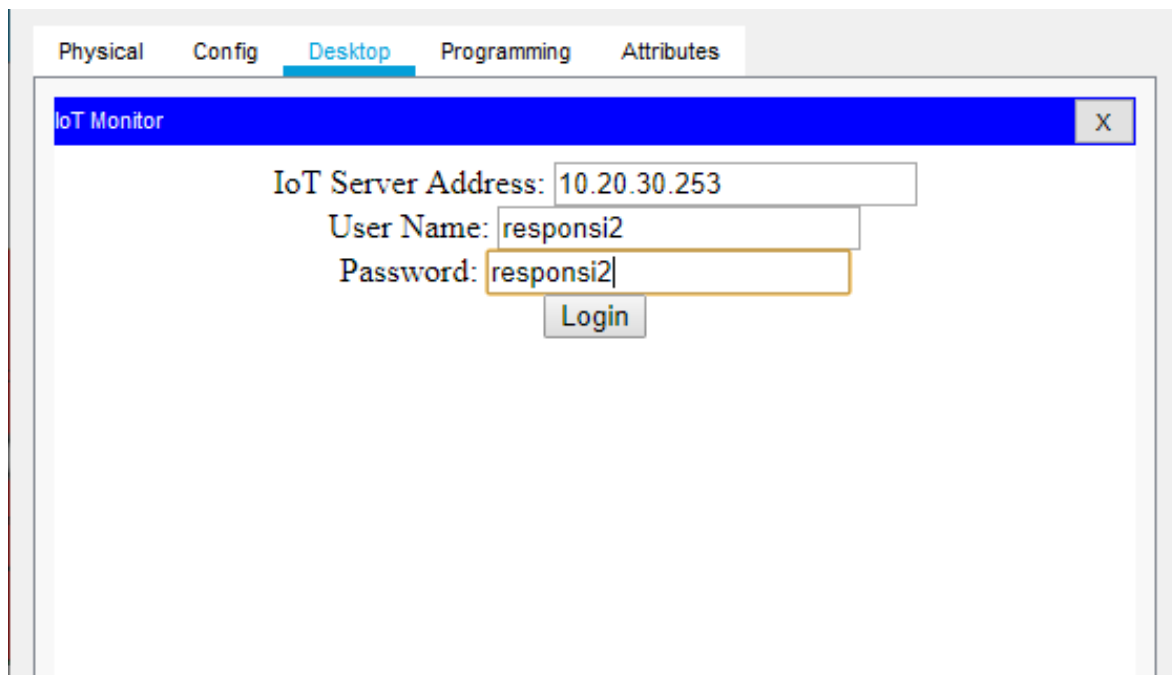 Physical Config Desktop Programming Attributes
IoT Monitor X
IoT Server Address: 10.20.30.253
User Name: responsi2
Password: responsi2
Login